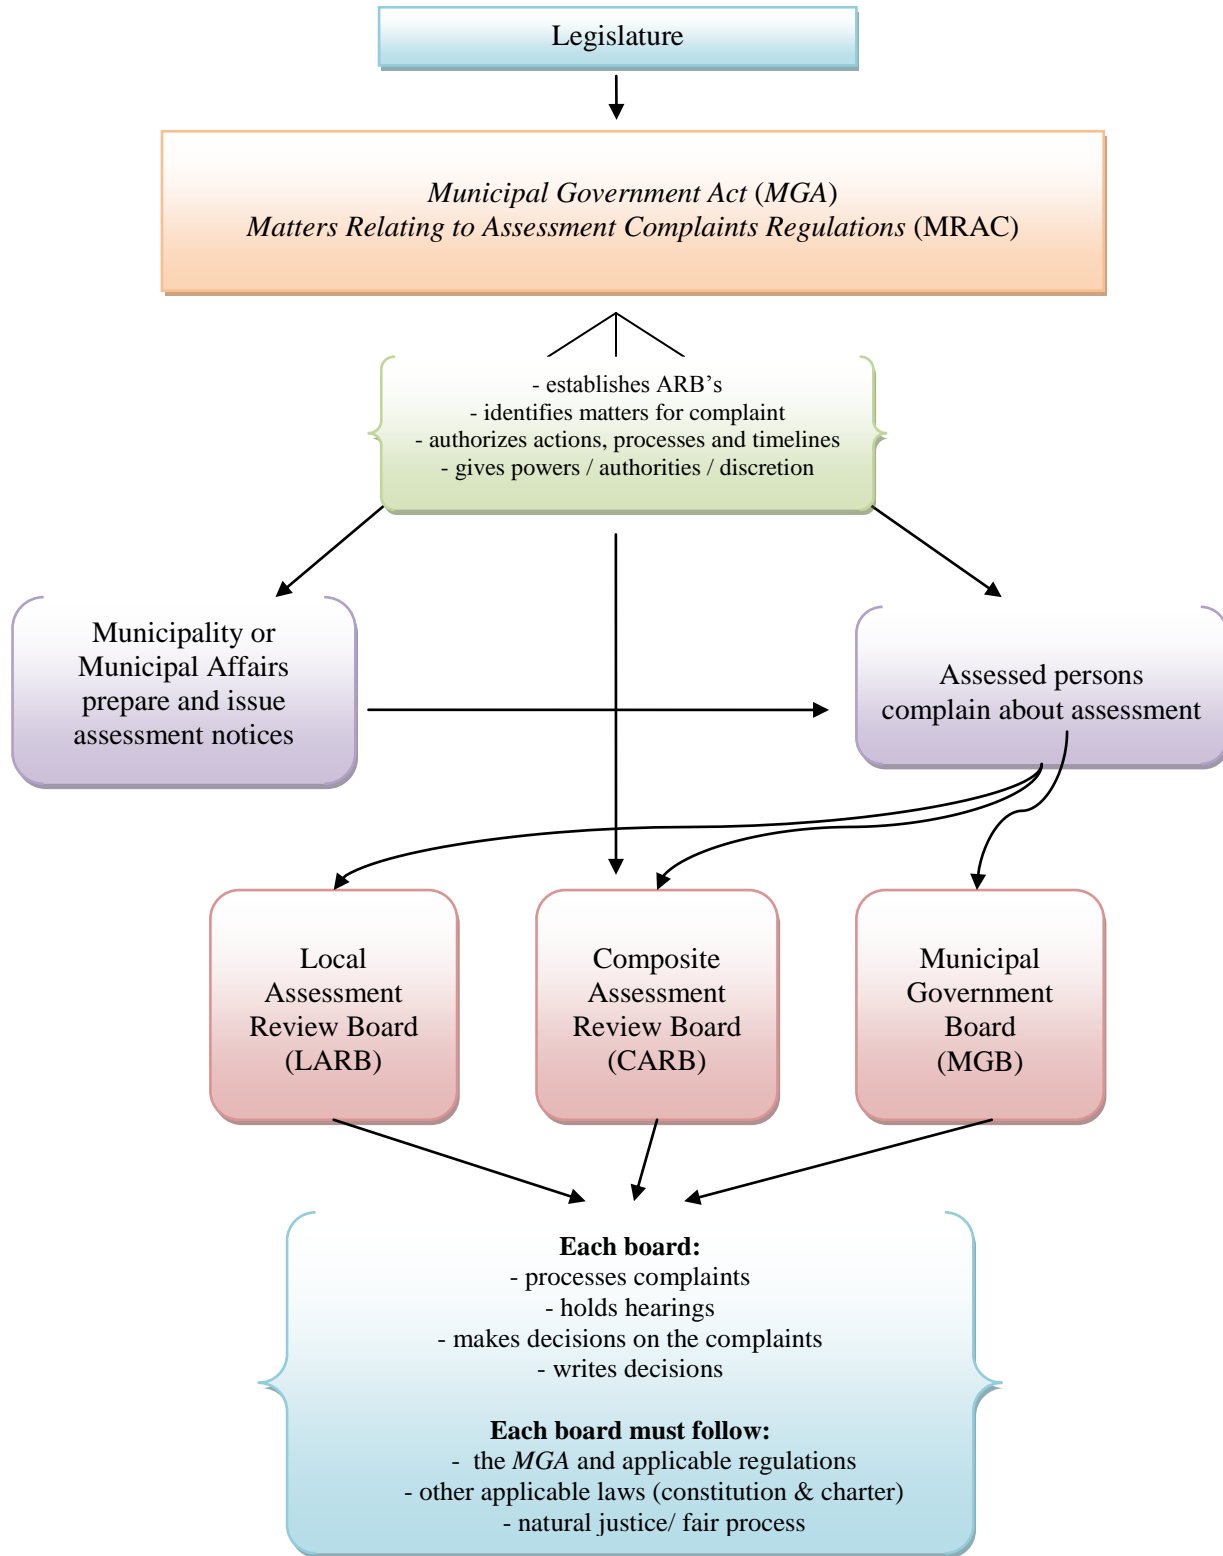 Legislature
Municipal Government Act (MGA)
Matters Relating to Assessment Complaints Regulations (MRAC)
- establishes ARB's
- identifies matters for complaint
- authorizes actions, processes and timelines
- gives powers / authorities / discretion
Municipality or
Municipal Affairs
prepare and issue
assessment notices
Assessed persons
complain about assessment
Local
Assessment
Review Board
(LARB)
Composite
Assessment
Review Board
(CARB)
Municipal
Government
Board
(MGB)
Each board:
- processes complaints
- holds hearings
- makes decisions on the complaints
- writes decisions
Each board must follow:
- the MGA and applicable regulations
- other applicable laws (constitution & charter)
- natural justice/ fair process